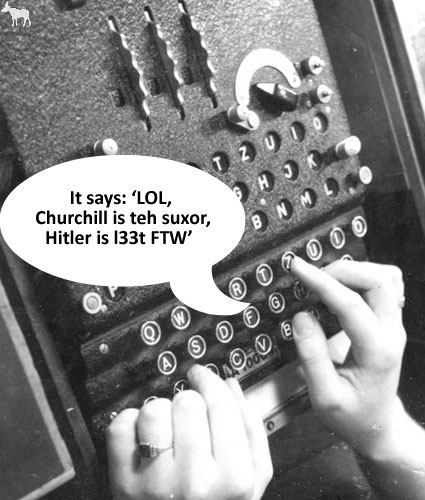 T Z U I O
H J K
B N M L
It says: ‘LOL,
Churchill is teh suxor,
Hitler is l33t FTW’
P
Q W R T Z U I O
A S D F G
C V B